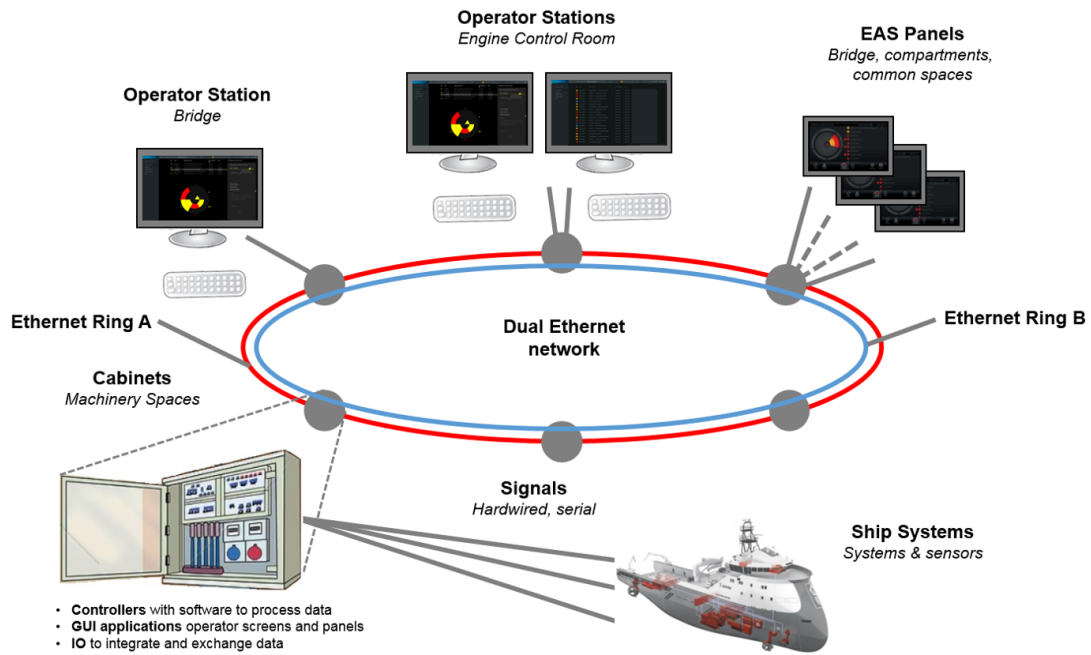 Operator Stations
Engine Control Room
EAS Panels
Bridge, compartments,
common spaces
Operator Station
Bridge
Ethernet Ring A
Dual Ethernet
network
Ethernet Ring B
Cabinets
Machinery Spaces
Signals
Hardwired, serial
Ship Systems
Systems & sensors
• Controllers with software to process data
• GUI applications operator screens and panels
• IO to integrate and exchange data